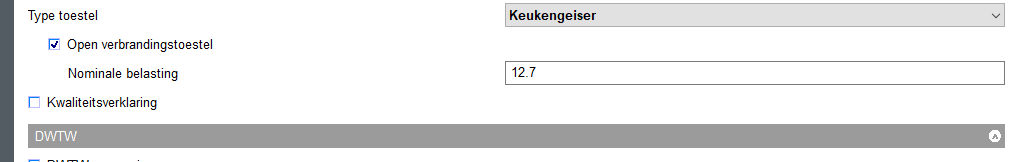 Type toestel Keukengeiser
Open verbrandingstoestel
Nominale belasting 12.7
Kwaliteitsverklaring
DWTW